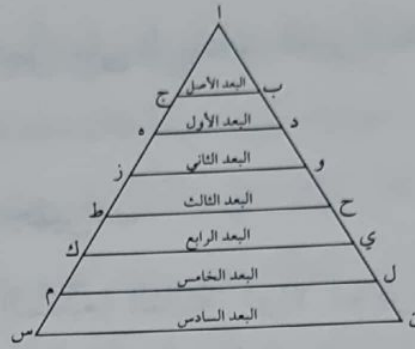 ا
ب البعد الأصل ج
د البعد الأول ه
و البعد الثاني ز
ح البعد الثالث ط
ي البعد الرابع ك
ل البعد الخامس م
ن البعد السادس س